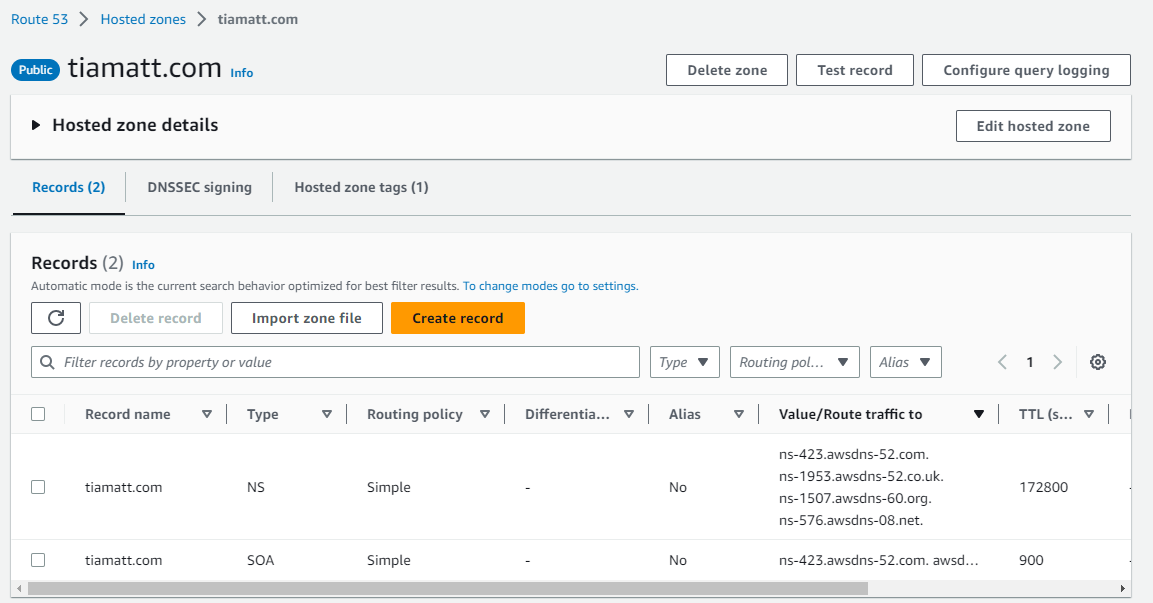 Route 53 > Hosted zones > tiamatt.com
Public tiamatt.com Info
Delete zone Test record Configure query logging
Hosted zone details Edit hosted zone
Records (2) DNSSEC signing Hosted zone tags (1)
Records (2) Info
Automatic mode is the current search behavior optimized for best filter results. To change modes go to settings.
Delete record Import zone file Create record
Filter records by property or value Type Routing pol... Alias 1
Record name Type Routing policy Differentia... Alias Value/Route traffic to TTL (s...
ns-423.awsdns-52.com.
ns-1953.awsdns-52.co.uk.
tiamatt.com NS Simple - No 172800
ns-1507.awsdns-60.org.
ns-576.awsdns-08.net.
tiamatt.com SOA Simple - No ns-423.awsdns-52.com. awsd... 900